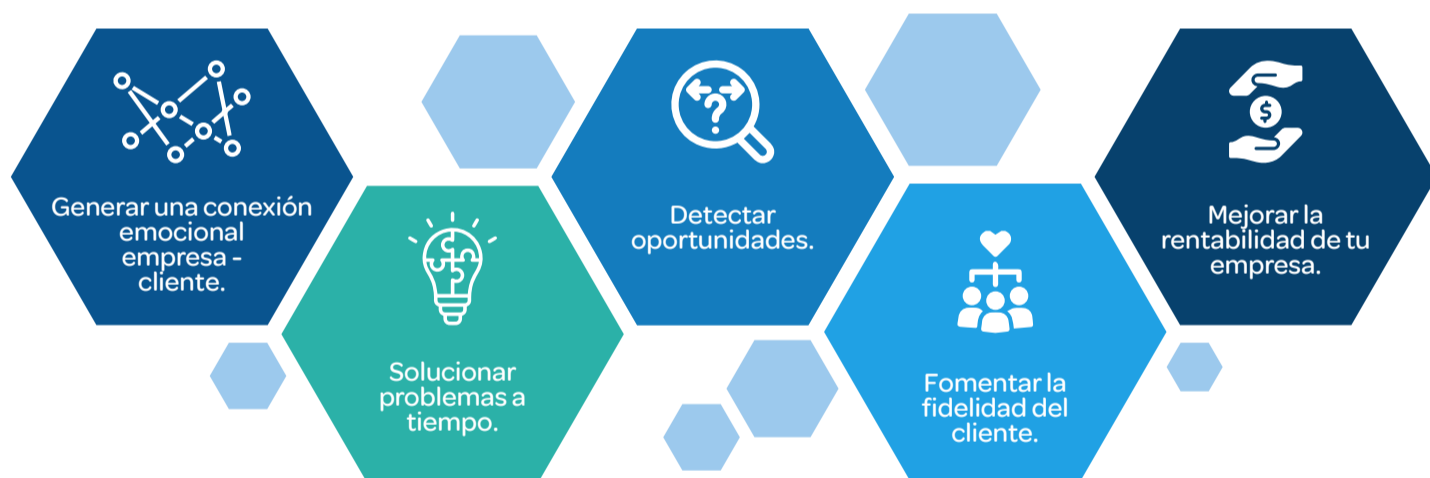 Generar una conexión
emocional
empresa -
cliente.
Solucionar
problemas a
tiempo.
Detectar
oportunidades.
Fomentar la
fidelidad del
cliente.
Mejorar la
rentabilidad de tu
empresa.
?
$